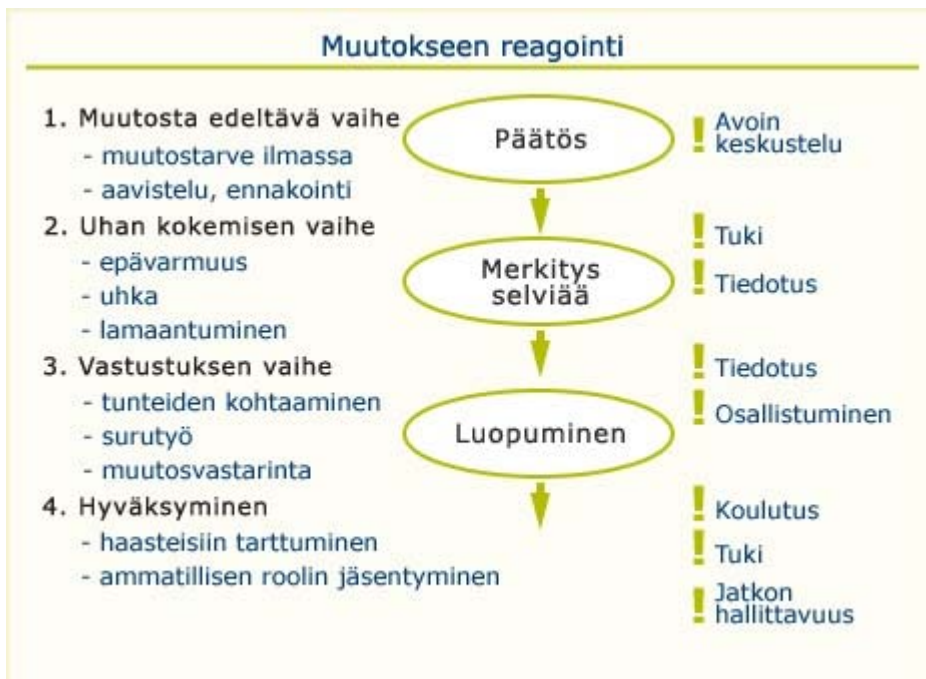 Muutokseen reagointi
1. Muutosta edeltävä vaihe
- muutostarve ilmassa
- aavistelu, ennakointi
2. Uhan kokemisen vaihe
- epävarmuus
- uhka
- lamaantuminen
3. Vastustuksen vaihe
- tunteiden kohtaaminen
- surutyö
- muutosvastarinta
4. Hyväksyminen
- haasteisiin tarttuminen
- ammatillisen roolin jäsentyminen
Päätös
Merkitys
selviää
Luopuminen
! Avoin
keskustelu
! Tuki
! Tiedotus
! Tiedotus
! Osallistuminen
! Koulutus
! Tuki
! Jatkon
hallittavuus